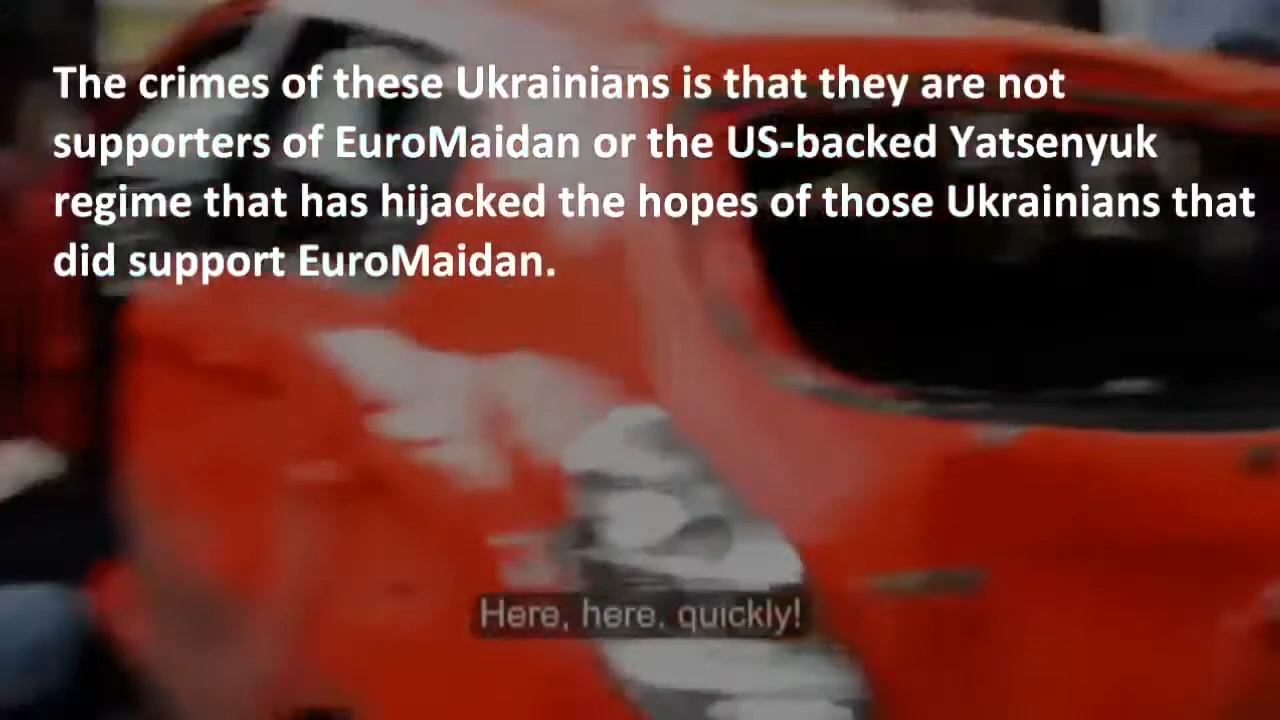 The crimes of these Ukrainians is that they are not
supporters of EuroMaidan or the US-backed Yatsenyuk
regime that has hijacked the hopes of those Ukrainians that
did support EuroMaidan.
Here, here. quickly!